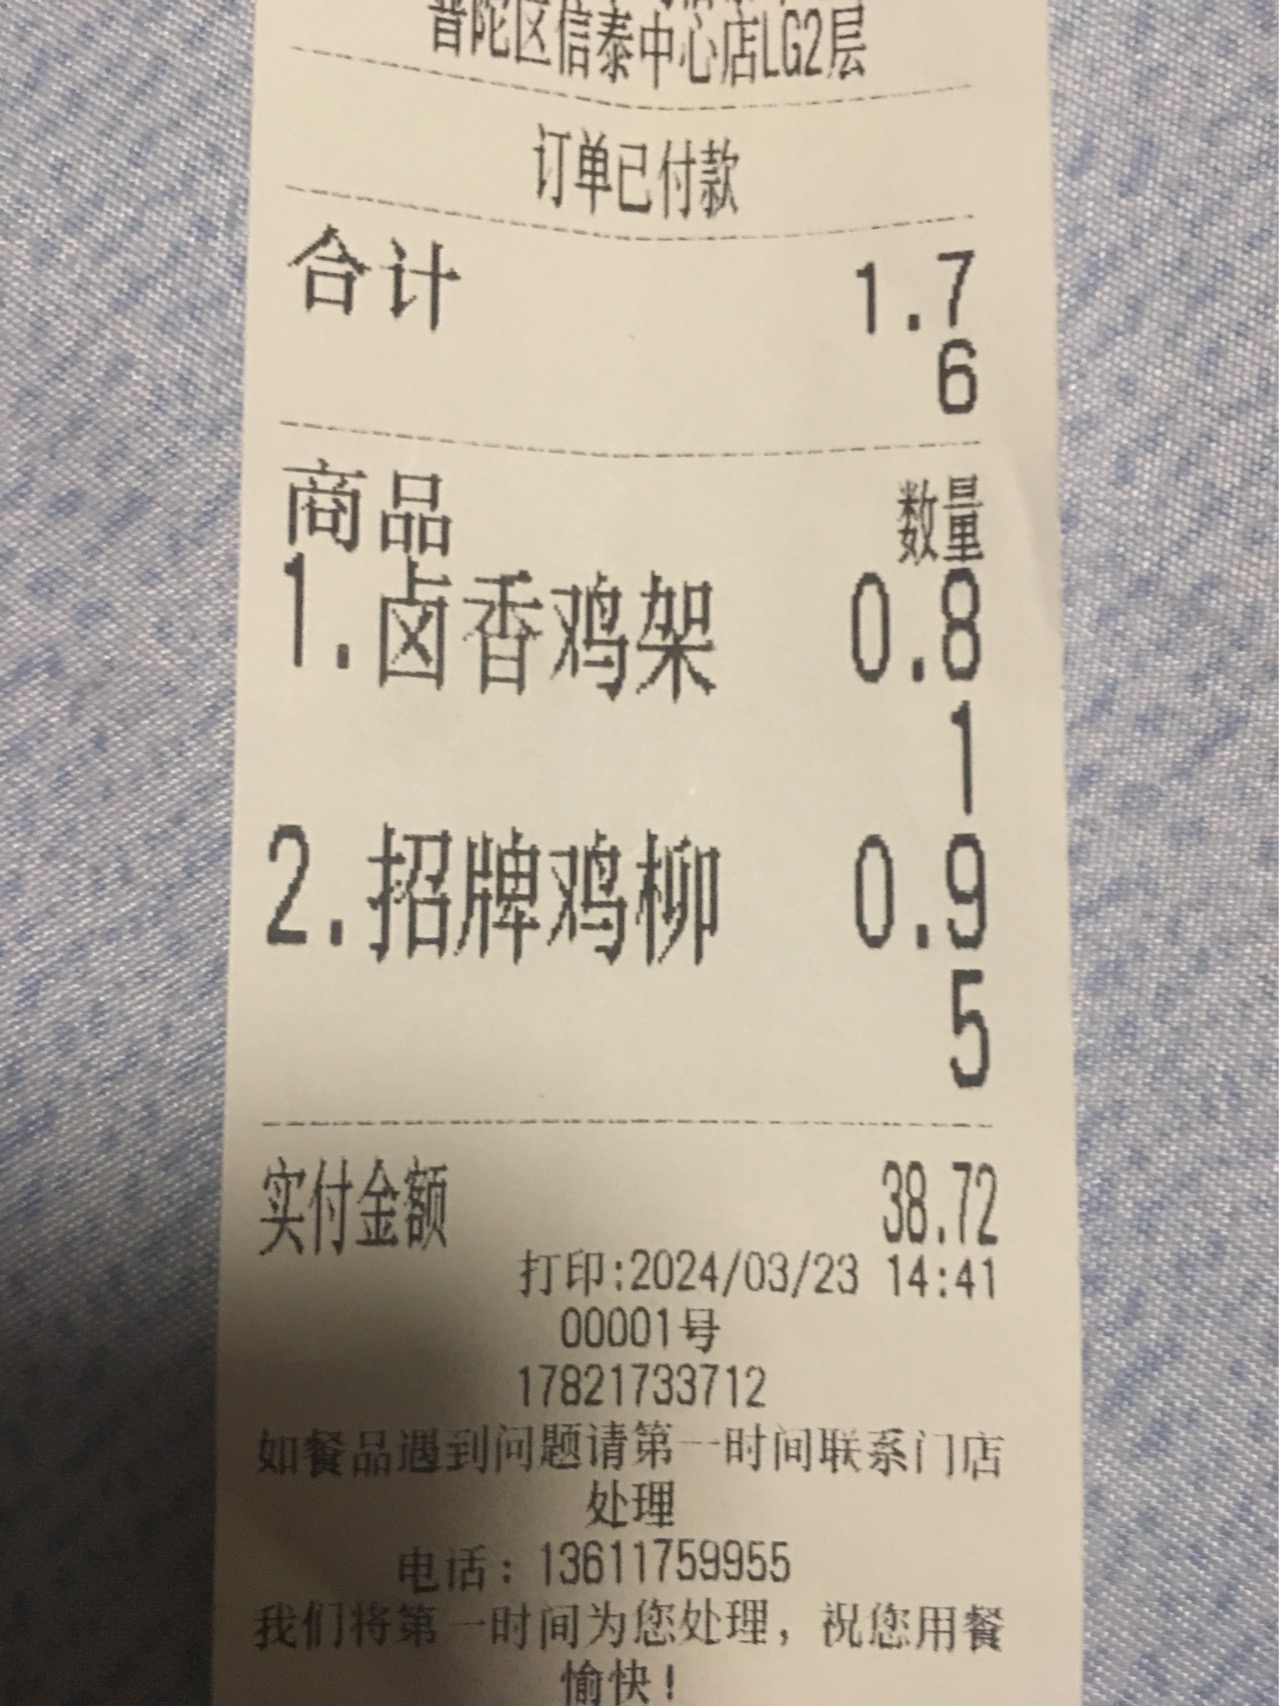 普陀区信泰中心店LG2层
订单已付款
合计 1.7
6
商品 数量
1.卤香鸡架 0.8
1
2.招牌鸡柳 0.9
5
实付金额 38.72
打印:2024/03/23 14:41
00001号
17821733712
如餐品遇到问题请第一时间联系门店
处理
电话：13611759955
我们将第一时间为您处理，祝您用餐
愉快！